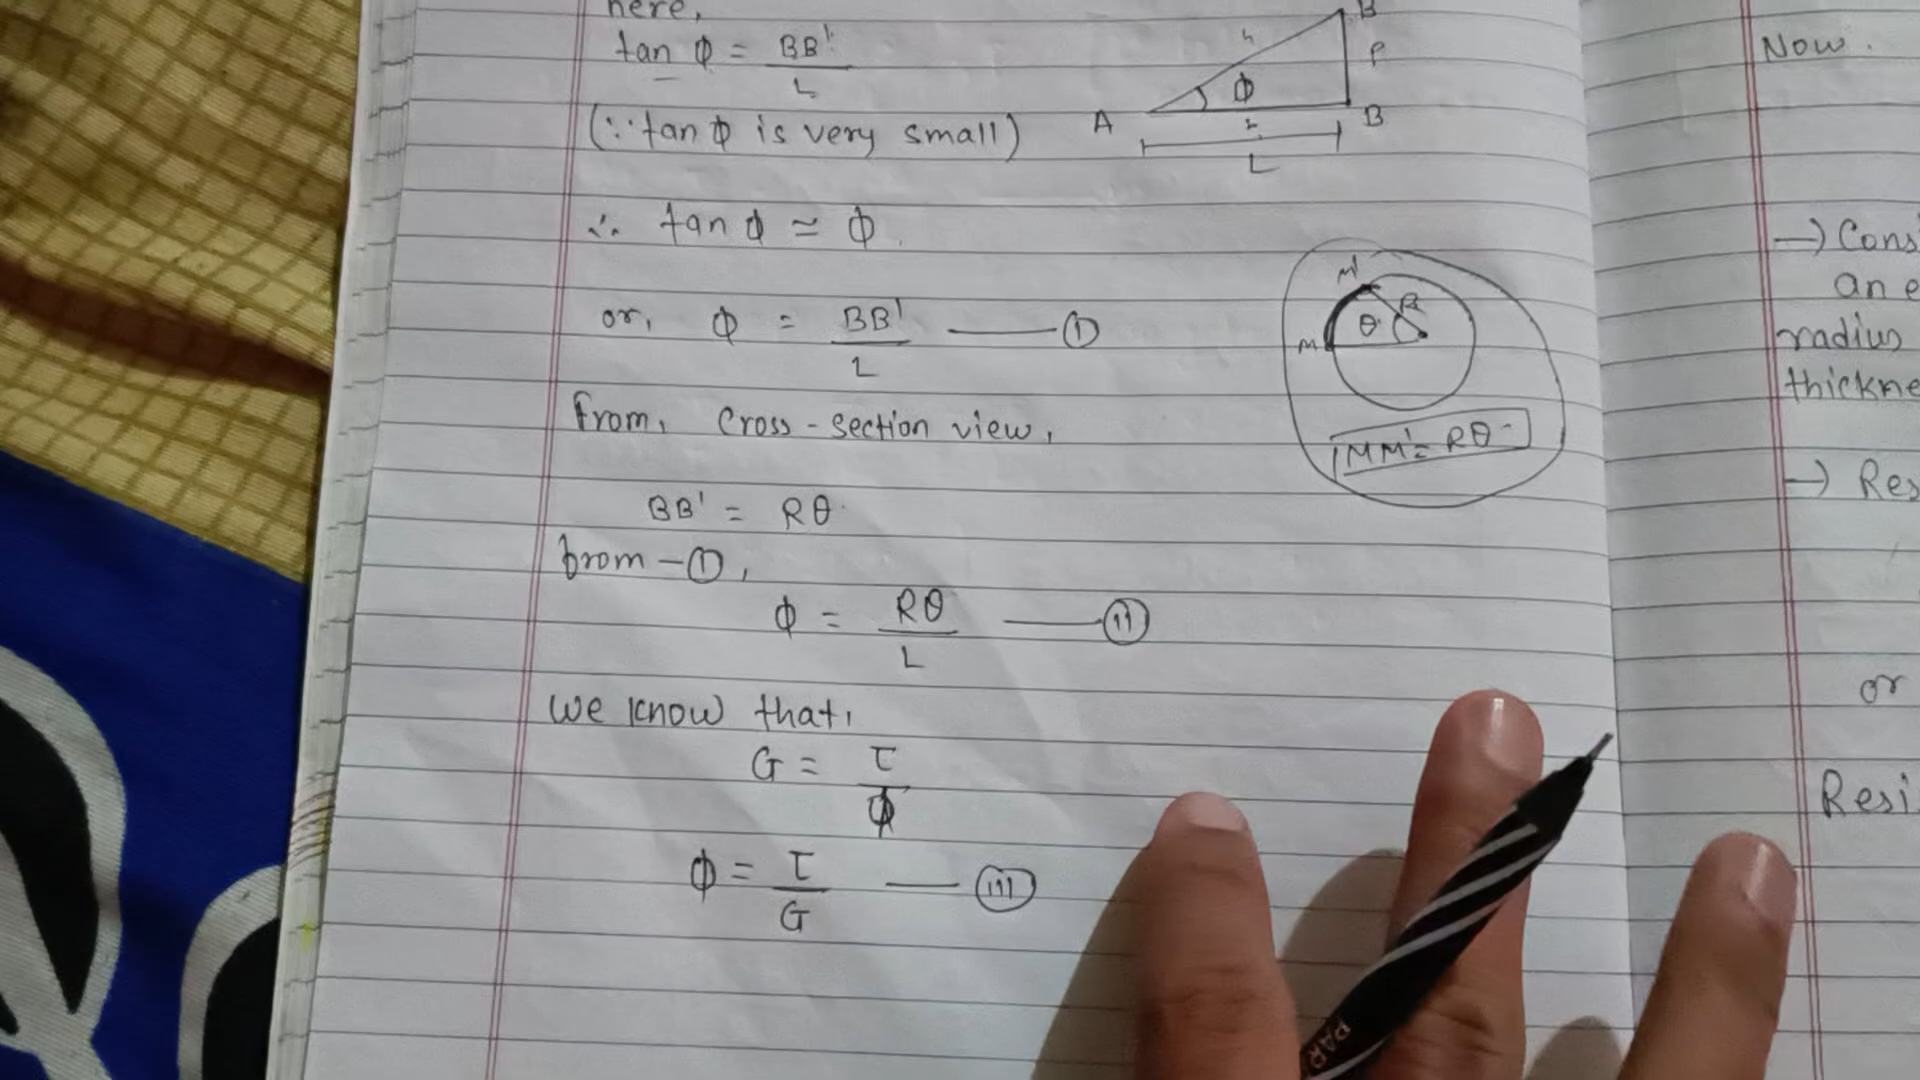 here,
tan φ = BB' / L
(∵ tan φ is very small)
∴ tan φ ≃ φ.
or, φ = BB' / L —— (I)
From, Cross-section view,
BB' = Rθ
from - (I),
φ = Rθ / L —— (II)
We know that,
G = τ / φ
φ = τ / G —— (III)
B'
h
P
φ
A
L
B
L
M'
R
θ
M
MM' = Rθ
Now.
→ Cons
an e
radius
thickne
→ Res
or
Resi
PAR